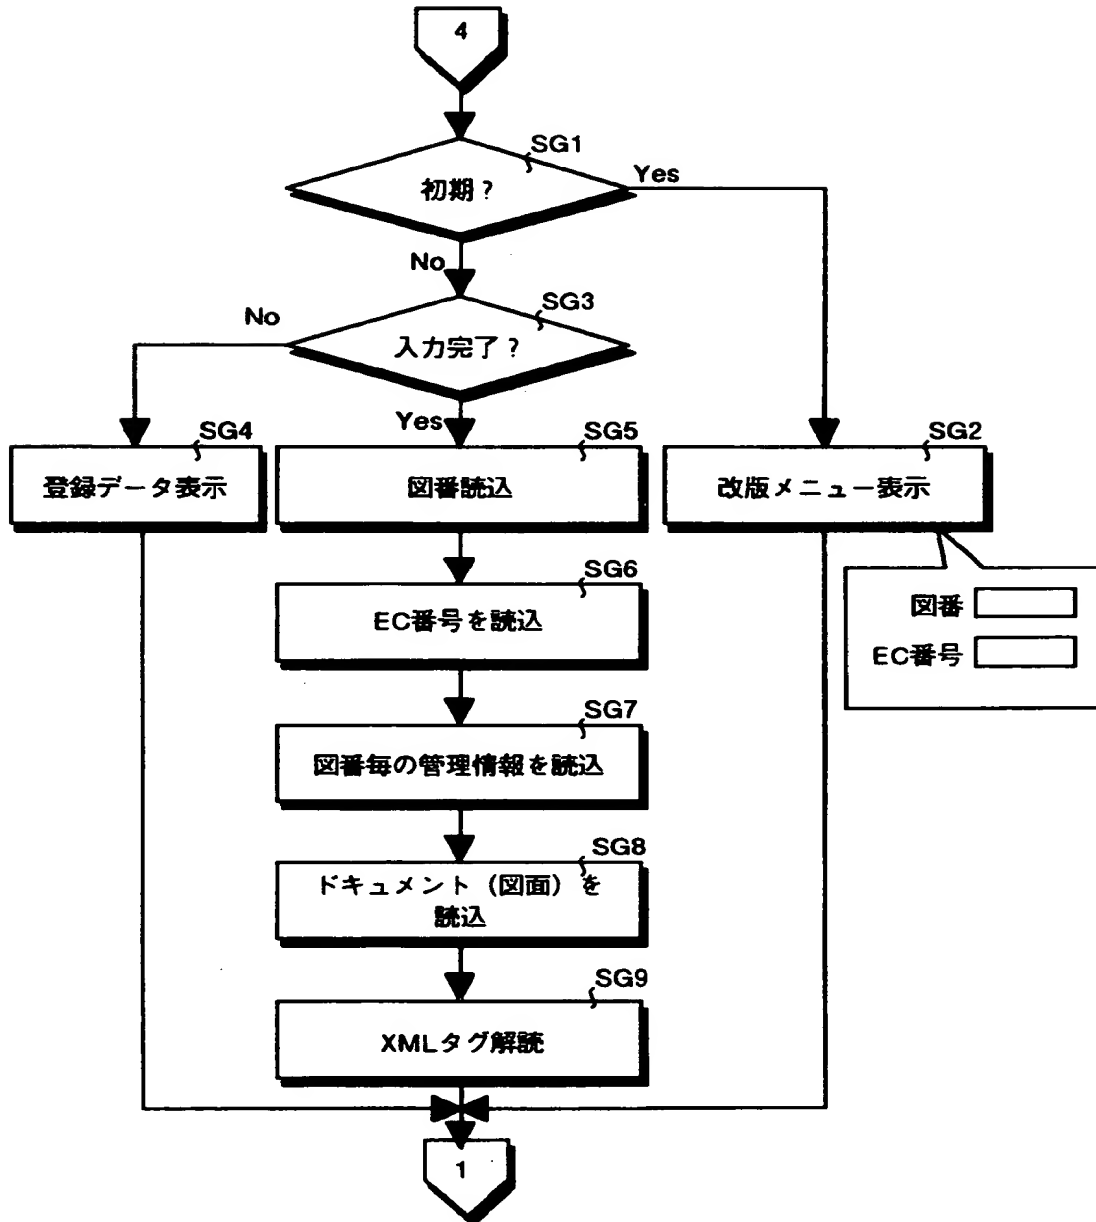 4
SG1
初期?
Yes
No
SG3
No
入力完了?
Yes
SG4
SG5
SG2
登録データ表示
図番読込
改版メニュー表示
SG6
EC番号を読込
図番
EC番号
SG7
図番毎の管理情報を読込
SG8
ドキュメント(図面)を
読込
SG9
XMLタグ解読
1